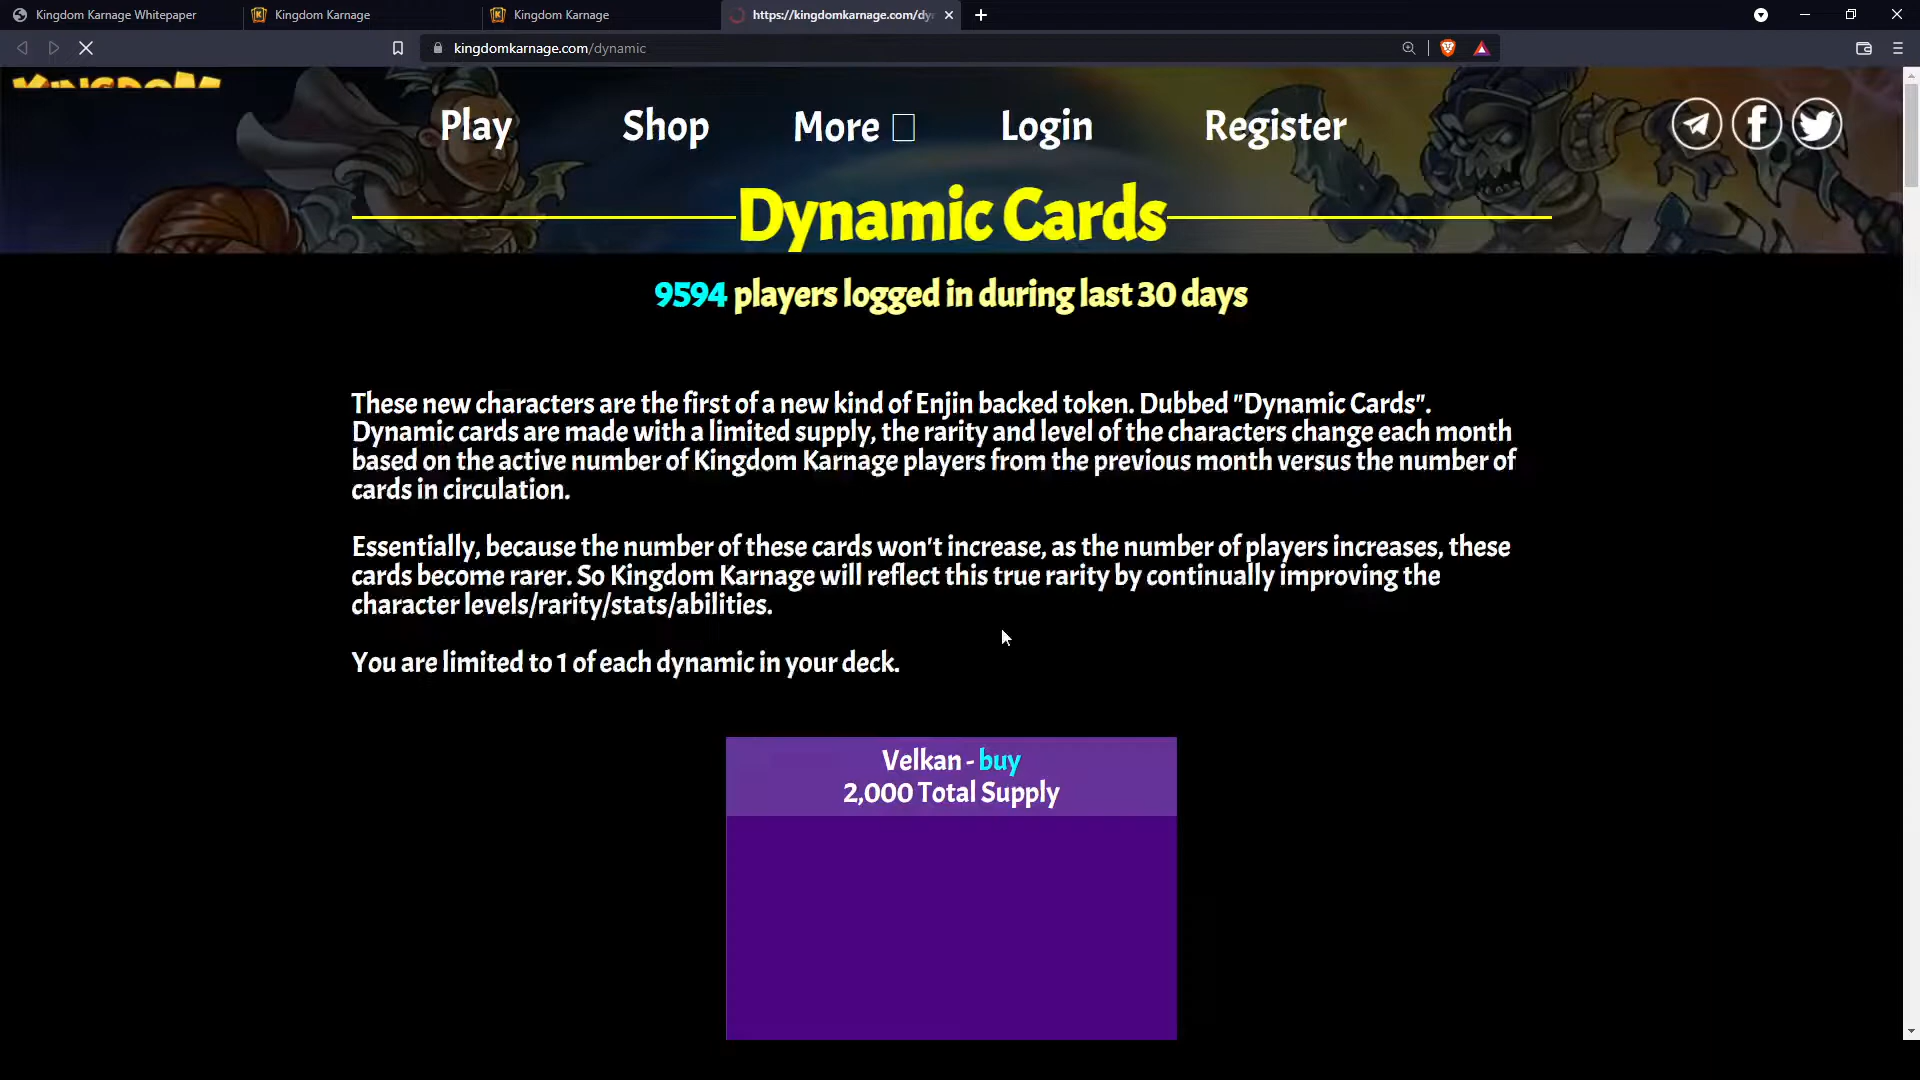 Kingdom Karnage Whitepaper
Kingdom Karnage
Kingdom Karnage
https://kingdomkarnage.com/dy
kingdomkarnage.com/dynamic
KINGDOM
Play
Shop
More
Login
Register
Dynamic Cards
9594 players logged in during last 30 days
These new characters are the first of a new kind of Enjin backed token. Dubbed "Dynamic Cards".
Dynamic cards are made with a limited supply, the rarity and level of the characters change each month
based on the active number of Kingdom Karnage players from the previous month versus the number of
cards in circulation.
Essentially, because the number of these cards won't increase, as the number of players increases, these
cards become rarer. So Kingdom Karnage will reflect this true rarity by continually improving the
character levels/rarity/stats/abilities.
You are limited to 1 of each dynamic in your deck.
Velkan - buy
2,000 Total Supply